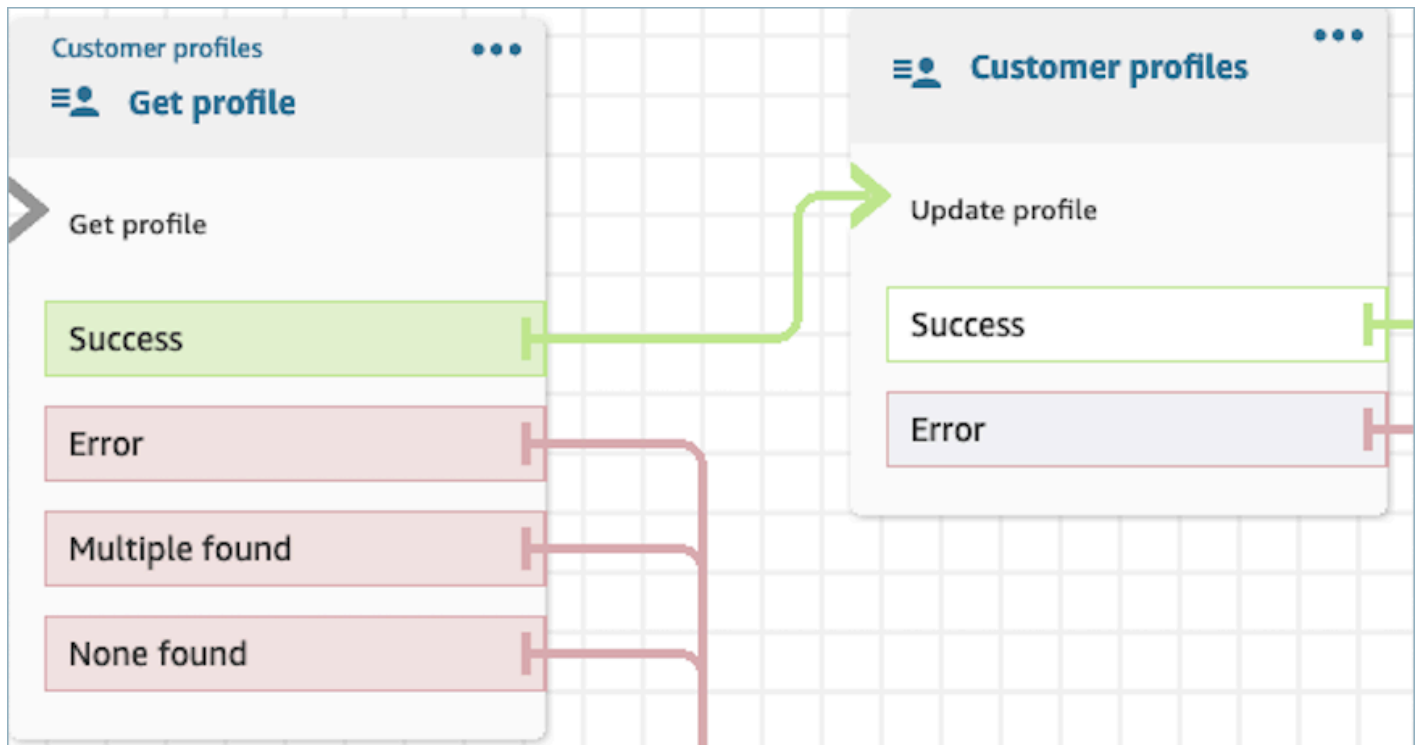 Customer profiles
Get profile
Get profile
Success
Error
Multiple found
None found
Customer profiles
Update profile
Success
Error